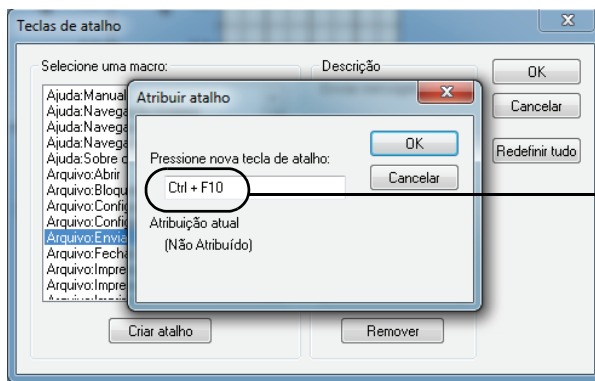 Teclas de atalho
Selecione uma macro:
Descrição
OK
Cancelar
Redefinir tudo
Ajuda:Manual
Ajuda:Navega
Ajuda:Navega
Ajuda:Navega
Ajuda:Sobre
Arquivo:Abrir
Arquivo:Bloqu
Arquivo:Config
Arquivo:Config
Arquivo:Envia
Arquivo:Fecha
Arquivo:Impre
Arquivo:Impre
Atribuir atalho
Pressione nova tecla de atalho:
Ctrl + F10
OK
Cancelar
Atribuição atual
(Não Atribuído)
Criar atalho
Remover